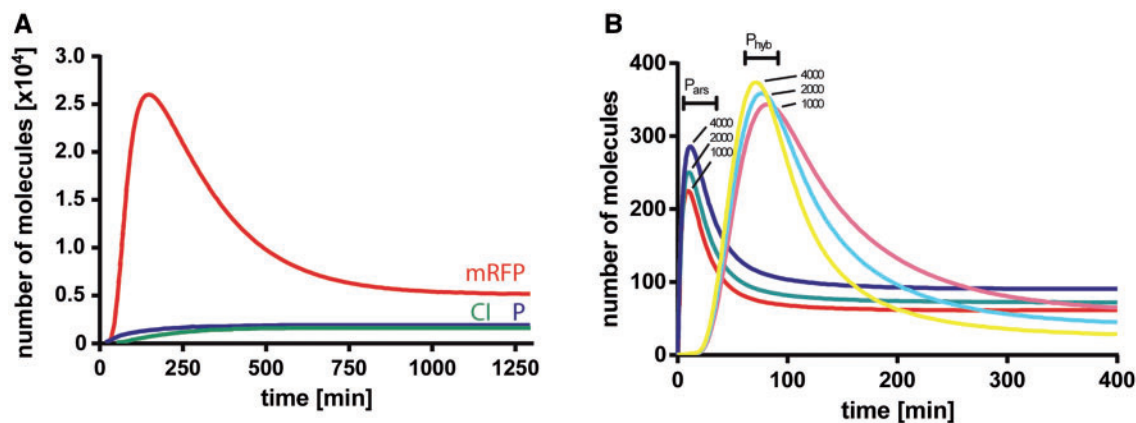 A
number of molecules [x10⁴]
3.0
2.5
2.0
1.5
1.0
0.5
0
mRFP
CI P
0 250 500 750 1000 1250
time [min]
B
number of molecules
400
300
200
100
0
Phyb
4000
2000
1000
Pars
4000
2000
1000
0 100 200 300 400
time [min]